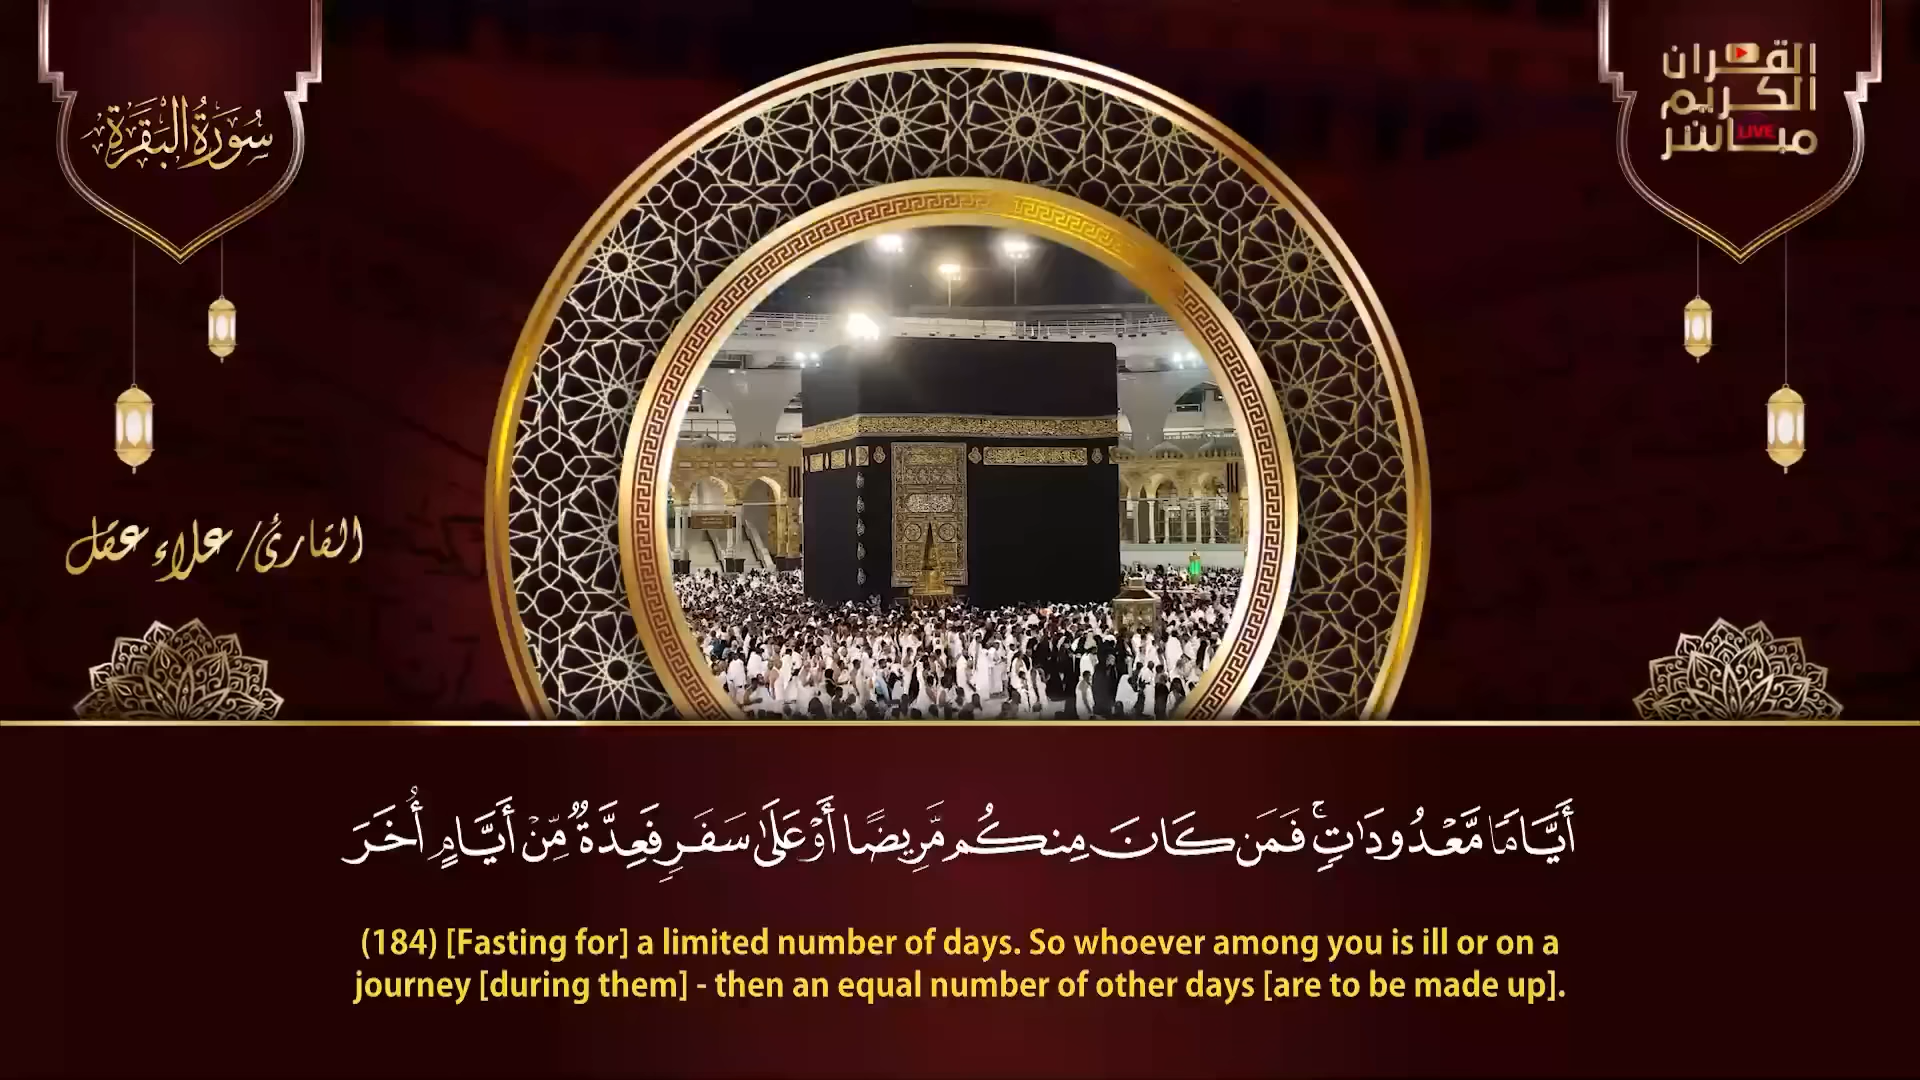 سُورَةُ البَقَرَةِ
القران
الكريم
مباشر
LIVE
القارئ/ علاء عقل
أَيَّامًا مَّعْدُودَٰتٍۚ فَمَن كَانَ مِنكُم مَّرِيضًا أَوْ عَلَىٰ سَفَرٍ فَعِدَّةٌ مِّنْ أَيَّامٍ أُخَرَ
(184) [Fasting for] a limited number of days. So whoever among you is ill or on a
journey [during them] - then an equal number of other days [are to be made up].